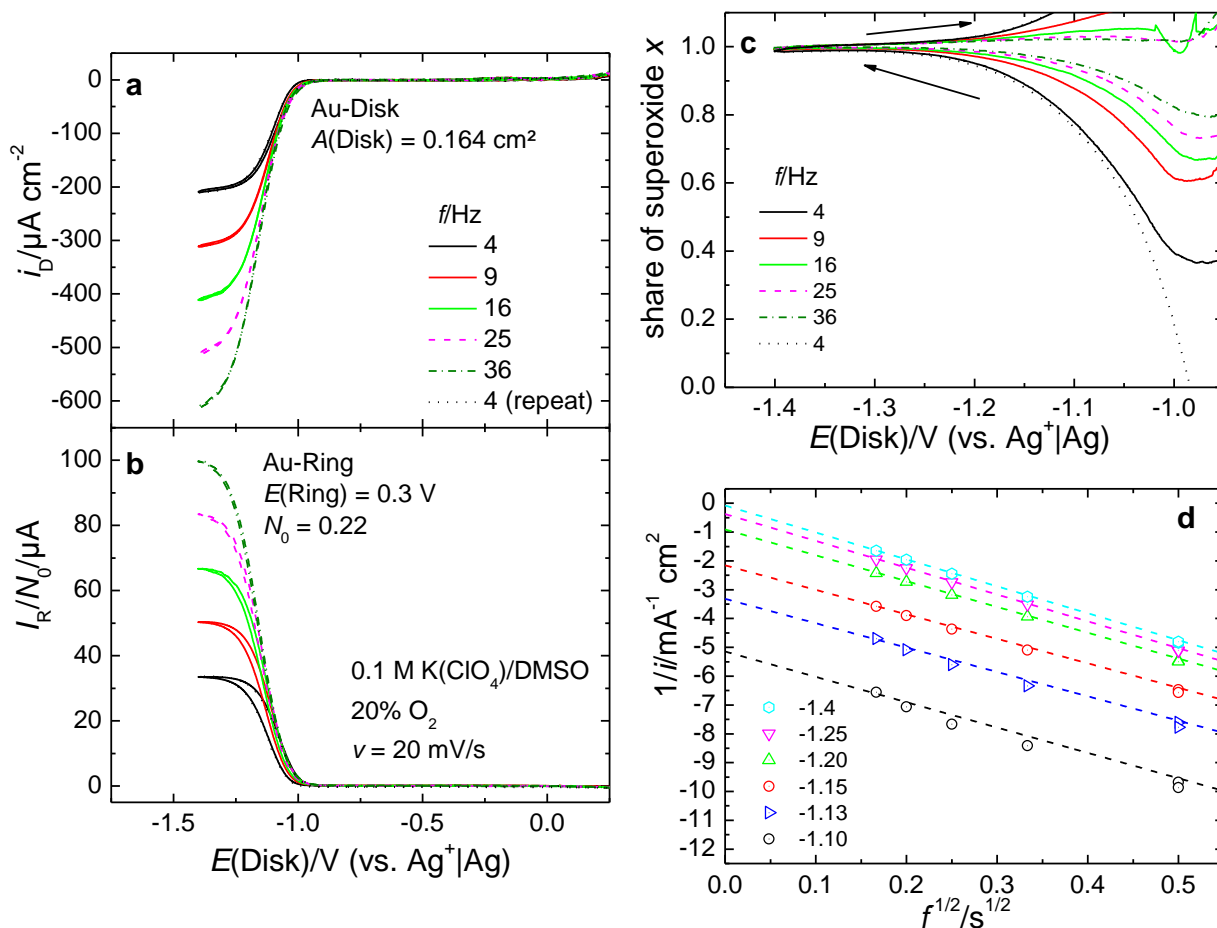 a
Au-Disk
A(Disk) = 0.164 cm²
f/Hz
4
9
16
25
36
4 (repeat)
0
-100
-200
-300
-400
-500
-600
i_D/µA cm⁻²
b
Au-Ring
E(Ring) = 0.3 V
N₀ = 0.22
0.1 M K(ClO₄)/DMSO
20% O₂
v = 20 mV/s
100
80
60
40
20
0
I_R/N₀/µA
-1.5 -1.0 -0.5 0.0
E(Disk)/V (vs. Ag⁺|Ag)
c
f/Hz
4
9
16
25
36
4
1.0
0.8
0.6
0.4
0.2
0.0
share of superoxide x
-1.4 -1.3 -1.2 -1.1 -1.0
E(Disk)/V (vs. Ag⁺|Ag)
d
0
-1
-2
-3
-4
-5
-6
-7
-8
-9
-10
-11
-12
1/i/mA⁻¹ cm²
-1.4
-1.25
-1.20
-1.15
-1.13
-1.10
0.0 0.1 0.2 0.3 0.4 0.5
f^1/2/s^1/2